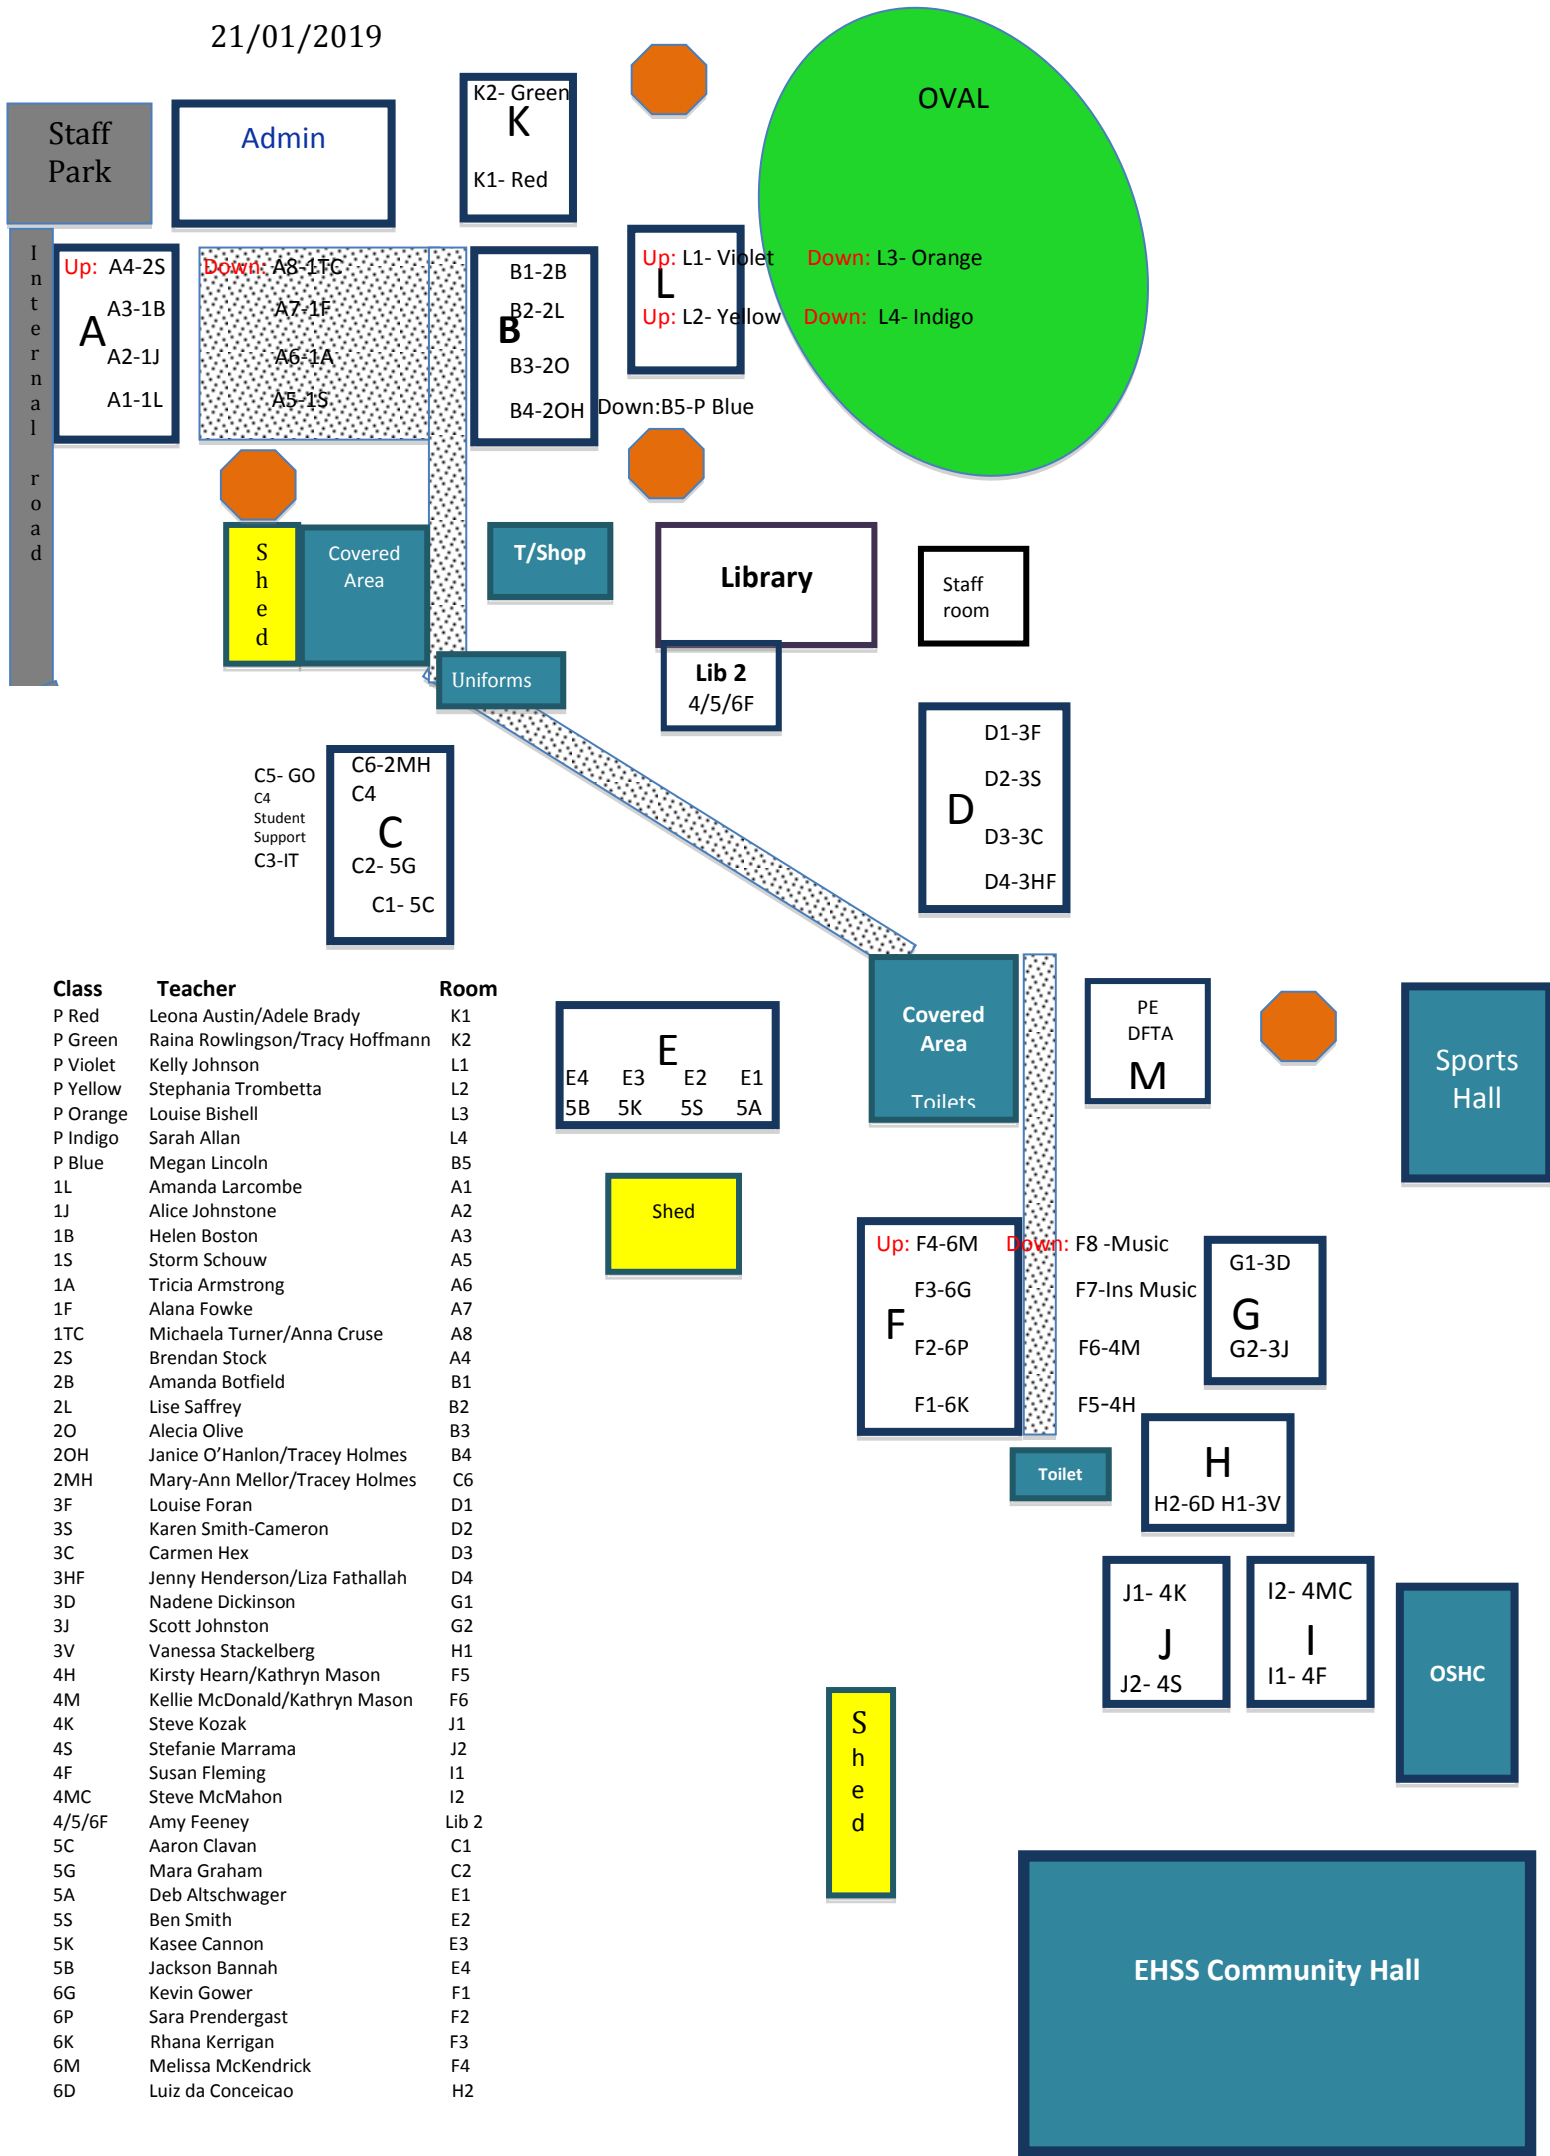 21/01/2019
Staff
Park
Admin
K2- Green
K
K1- Red
OVAL
Internal road
Up: A4-2S
A3-1B
A
A2-1J
A1-1L
Down: A8-1TC
A7-1F
A6-1A
A5-1S
B1-2B
B2-2L
B
B3-2O
B4-2OH
Down:B5-P Blue
Up: L1- Violet Down: L3- Orange
L
Up: L2- Yellow Down: L4- Indigo
Shed
Covered
Area
T/Shop
Library
Staff
room
Uniforms
Lib 2
4/5/6F
C5- GO
C4
Student
Support
C3-IT
C6-2MH
C4
C
C2- 5G
C1- 5C
D1-3F
D2-3S
D
D3-3C
D4-3HF
Covered
Area
Toilets
PE
DFTA
M
Sports
Hall
E
E4 E3 E2 E1
5B 5K 5S 5A
Shed
Up: F4-6M Down: F8 -Music
F3-6G F7-Ins Music
F
F2-6P F6-4M
F1-6K F5-4H
G1-3D
G
G2-3J
Toilet
H
H2-6D H1-3V
J1- 4K
J
J2- 4S
I2- 4MC
I
I1- 4F
OSHC
Shed
EHSS Community Hall
Class Teacher Room
P Red Leona Austin/Adele Brady K1
P Green Raina Rowlingson/Tracy Hoffmann K2
P Violet Kelly Johnson L1
P Yellow Stephania Trombetta L2
P Orange Louise Bishell L3
P Indigo Sarah Allan L4
P Blue Megan Lincoln B5
1L Amanda Larcombe A1
1J Alice Johnstone A2
1B Helen Boston A3
1S Storm Schouw A5
1A Tricia Armstrong A6
1F Alana Fowke A7
1TC Michaela Turner/Anna Cruse A8
2S Brendan Stock A4
2B Amanda Botfield B1
2L Lise Saffrey B2
2O Alecia Olive B3
2OH Janice O'Hanlon/Tracey Holmes B4
2MH Mary-Ann Mellor/Tracey Holmes C6
3F Louise Foran D1
3S Karen Smith-Cameron D2
3C Carmen Hex D3
3HF Jenny Henderson/Liza Fathallah D4
3D Nadene Dickinson G1
3J Scott Johnston G2
3V Vanessa Stackelberg H1
4H Kirsty Hearn/Kathryn Mason F5
4M Kellie McDonald/Kathryn Mason F6
4K Steve Kozak J1
4S Stefanie Marrama J2
4F Susan Fleming I1
4MC Steve McMahon I2
4/5/6F Amy Feeney Lib 2
5C Aaron Clavan C1
5G Mara Graham C2
5A Deb Altschwager E1
5S Ben Smith E2
5K Kasee Cannon E3
5B Jackson Bannah E4
6G Kevin Gower F1
6P Sara Prendergast F2
6K Rhana Kerrigan F3
6M Melissa McKendrick F4
6D Luiz da Conceicao H2